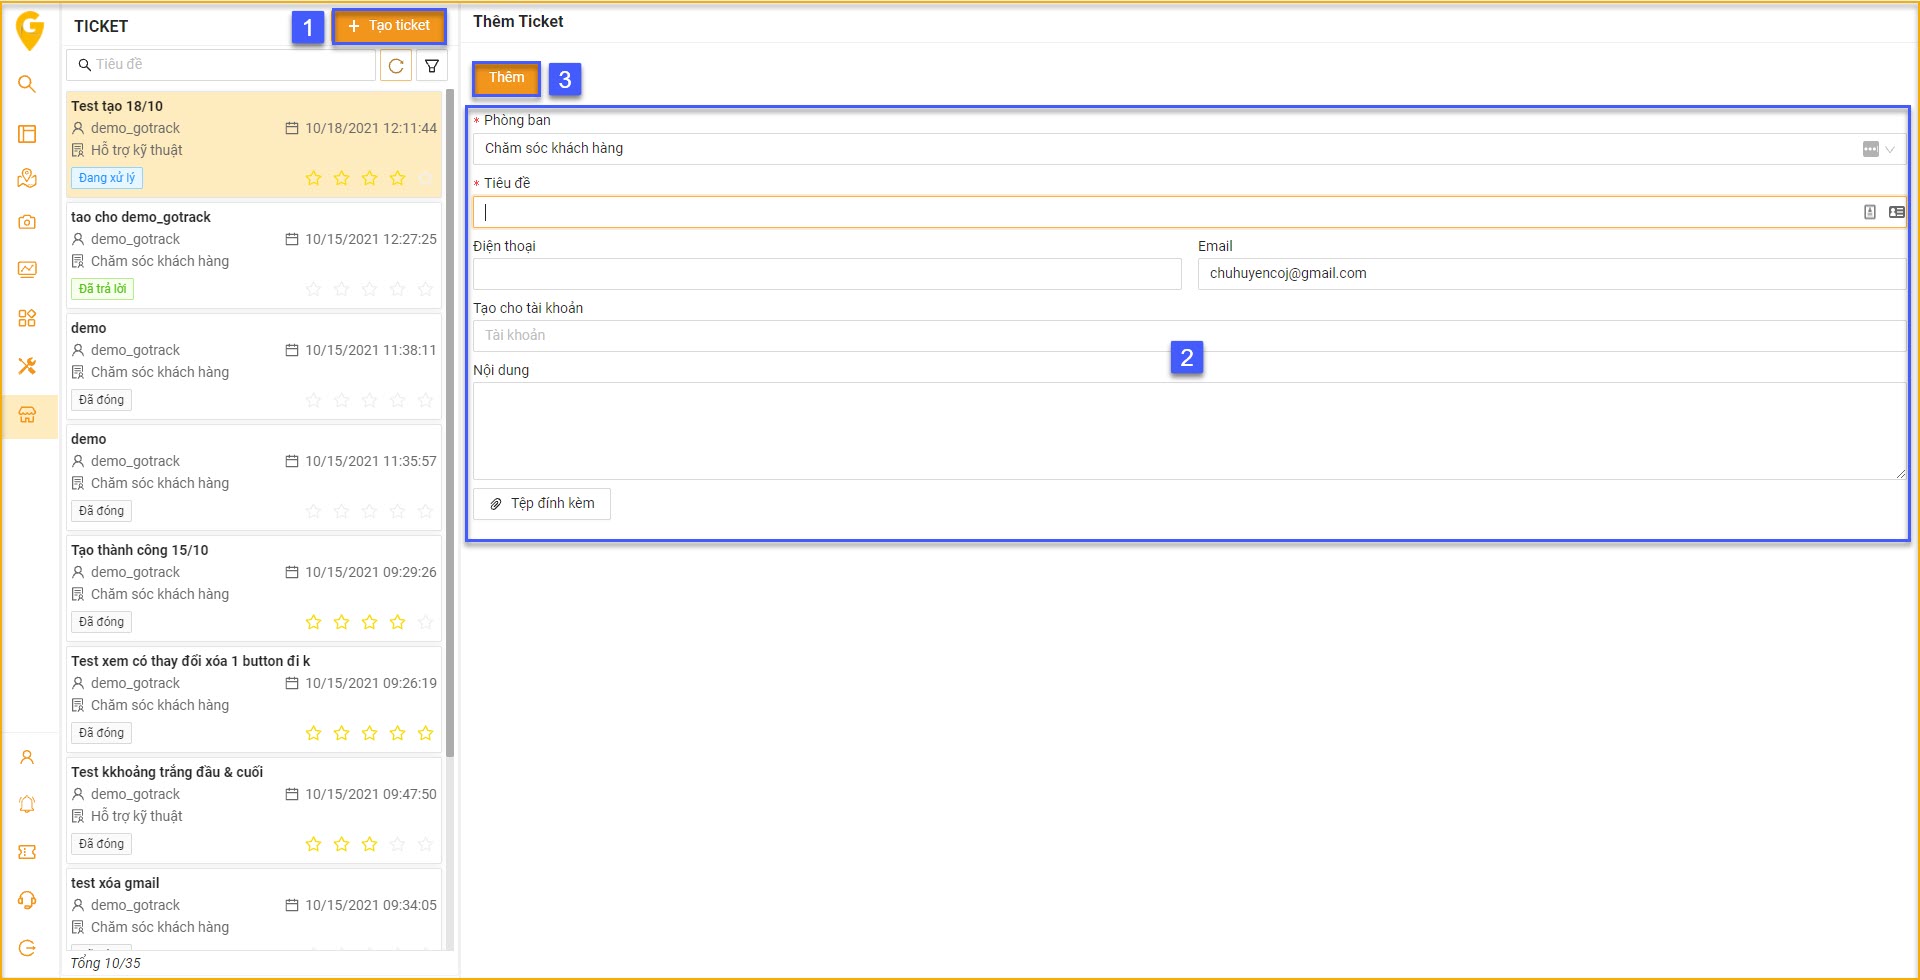 G
TICKET
1
+ Tạo ticket
Tiêu đề
Test tạo 18/10
demo_gotrack
10/18/2021 12:11:44
Hỗ trợ kỹ thuật
Đang xử lý
tao cho demo_gotrack
demo_gotrack
10/15/2021 12:27:25
Chăm sóc khách hàng
Đã trả lời
demo
demo_gotrack
10/15/2021 11:38:11
Chăm sóc khách hàng
Đã đóng
demo
demo_gotrack
10/15/2021 11:35:57
Chăm sóc khách hàng
Đã đóng
Tạo thành công 15/10
demo_gotrack
10/15/2021 09:29:26
Chăm sóc khách hàng
Đã đóng
Test xem có thay đổi xóa 1 button đi k
demo_gotrack
10/15/2021 09:26:19
Chăm sóc khách hàng
Đã đóng
Test kkhoảng trắng đầu & cuối
demo_gotrack
10/15/2021 09:47:50
Hỗ trợ kỹ thuật
Đã đóng
test xóa gmail
demo_gotrack
10/15/2021 09:34:05
Chăm sóc khách hàng
Tổng 10/35
Thêm Ticket
Thêm
3
* Phòng ban
Chăm sóc khách hàng
* Tiêu đề
Điện thoại
Email
chuhuyencoj@gmail.com
Tạo cho tài khoản
Tài khoản
2
Nội dung
Tệp đính kèm